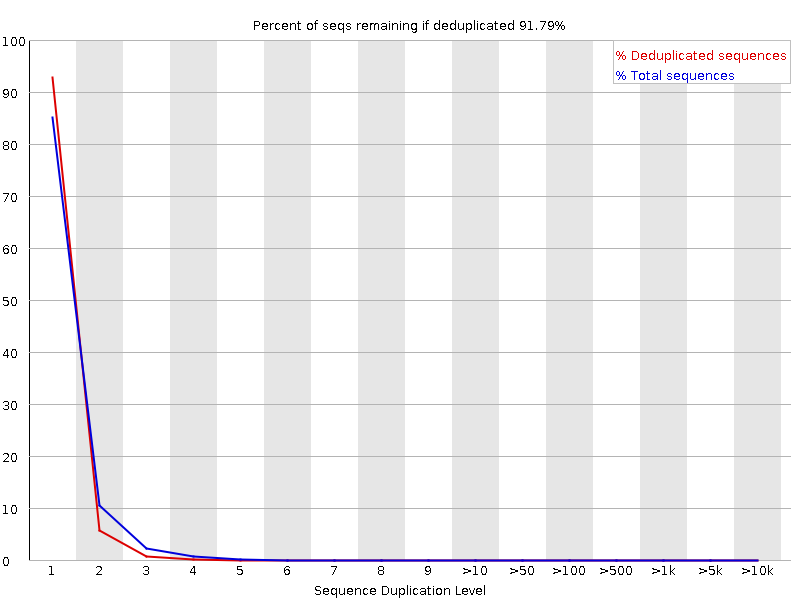 Percent of seqs remaining if deduplicated 91.79%
% Deduplicated sequences
% Total sequences
100
90
80
70
60
50
40
30
20
10
0
1 2 3 4 5 6 7 8 9 >10 >50 >100 >500 >1k >5k >10k
Sequence Duplication Level